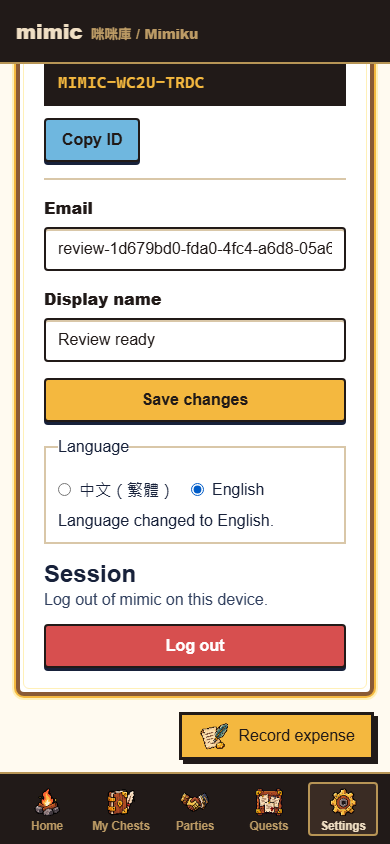 mimic 咪咪庫 / Mimiku
MIMIC-WC2U-TRDC
Copy ID
Email
review-1d679bd0-fda0-4fc4-a6d8-05a6
Display name
Review ready
Save changes
Language
中文（繁體） English
Language changed to English.
Session
Log out of mimic on this device.
Log out
Record expense
Home My Chests Parties Quests Settings